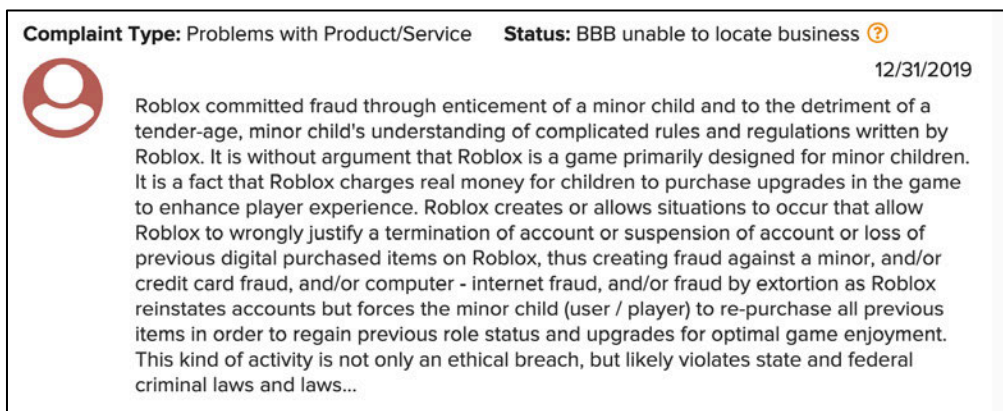 Complaint Type: Problems with Product/Service Status: BBB unable to locate business ?
12/31/2019
Roblox committed fraud through enticement of a minor child and to the detriment of a
tender-age, minor child's understanding of complicated rules and regulations written by
Roblox. It is without argument that Roblox is a game primarily designed for minor children.
It is a fact that Roblox charges real money for children to purchase upgrades in the game
to enhance player experience. Roblox creates or allows situations to occur that allow
Roblox to wrongly justify a termination of account or suspension of account or loss of
previous digital purchased items on Roblox, thus creating fraud against a minor, and/or
credit card fraud, and/or computer - internet fraud, and/or fraud by extortion as Roblox
reinstates accounts but forces the minor child (user / player) to re-purchase all previous
items in order to regain previous role status and upgrades for optimal game enjoyment.
This kind of activity is not only an ethical breach, but likely violates state and federal
criminal laws and laws...